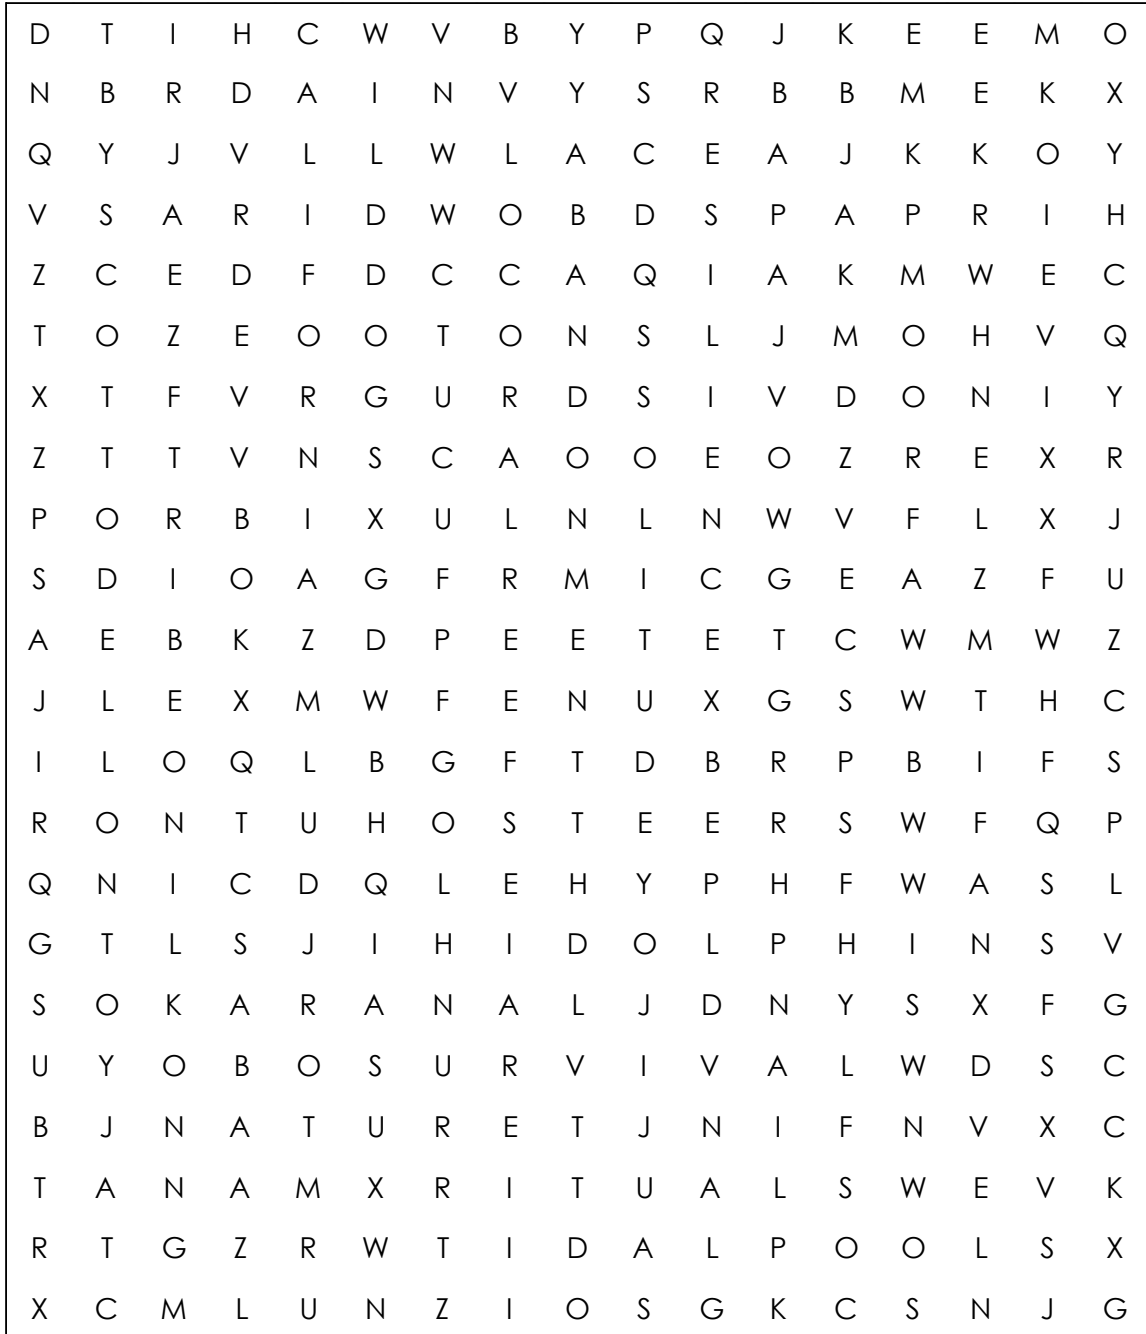 D T I H C W V B Y P Q J K E E M O
N B R D A I N V Y S R B B M E K X
Q Y J V L L W L A C E A J K K O Y
V S A R I D W O B D S P A P R I H
Z C E D F D C C A Q I A K M W E C
T O Z E O O T O N S L J M O H V Q
X T F V R G U R D S I V D O N I Y
Z T T V N S C A O O E O Z R E X R
P O R B I X U L N L N W V F L X J
S D I O A G F R M I C G E A Z F U
A E B K Z D P E E T E T C W M W Z
J L E X M W F E N U X G S W T H C
I L O Q L B G F T D B R P B I F S
R O N T U H O S T E E R S W F Q P
Q N I C D Q L E H Y P H F W A S L
G T L S J I H I D O L P H I N S V
S O K A R A N A L J D N Y S X F G
U Y O B O S U R V I V A L W D S C
B J N A T U R E T J N I F N V X C
T A N A M X R I T U A L S W E V K
R T G Z R W T I D A L P O O L S X
X C M L U N Z I O S G K C S N J G